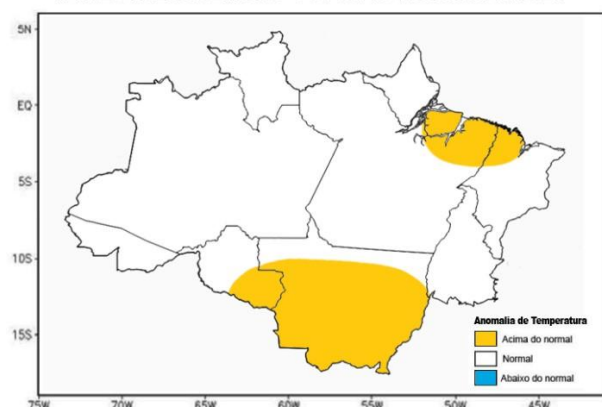 5N
EQ
5S
10S
15S
75W 70W 65W 60W 55W 50W 45W
Anomalia de Temperatura
Acima do normal
Normal
Abaixo do normal